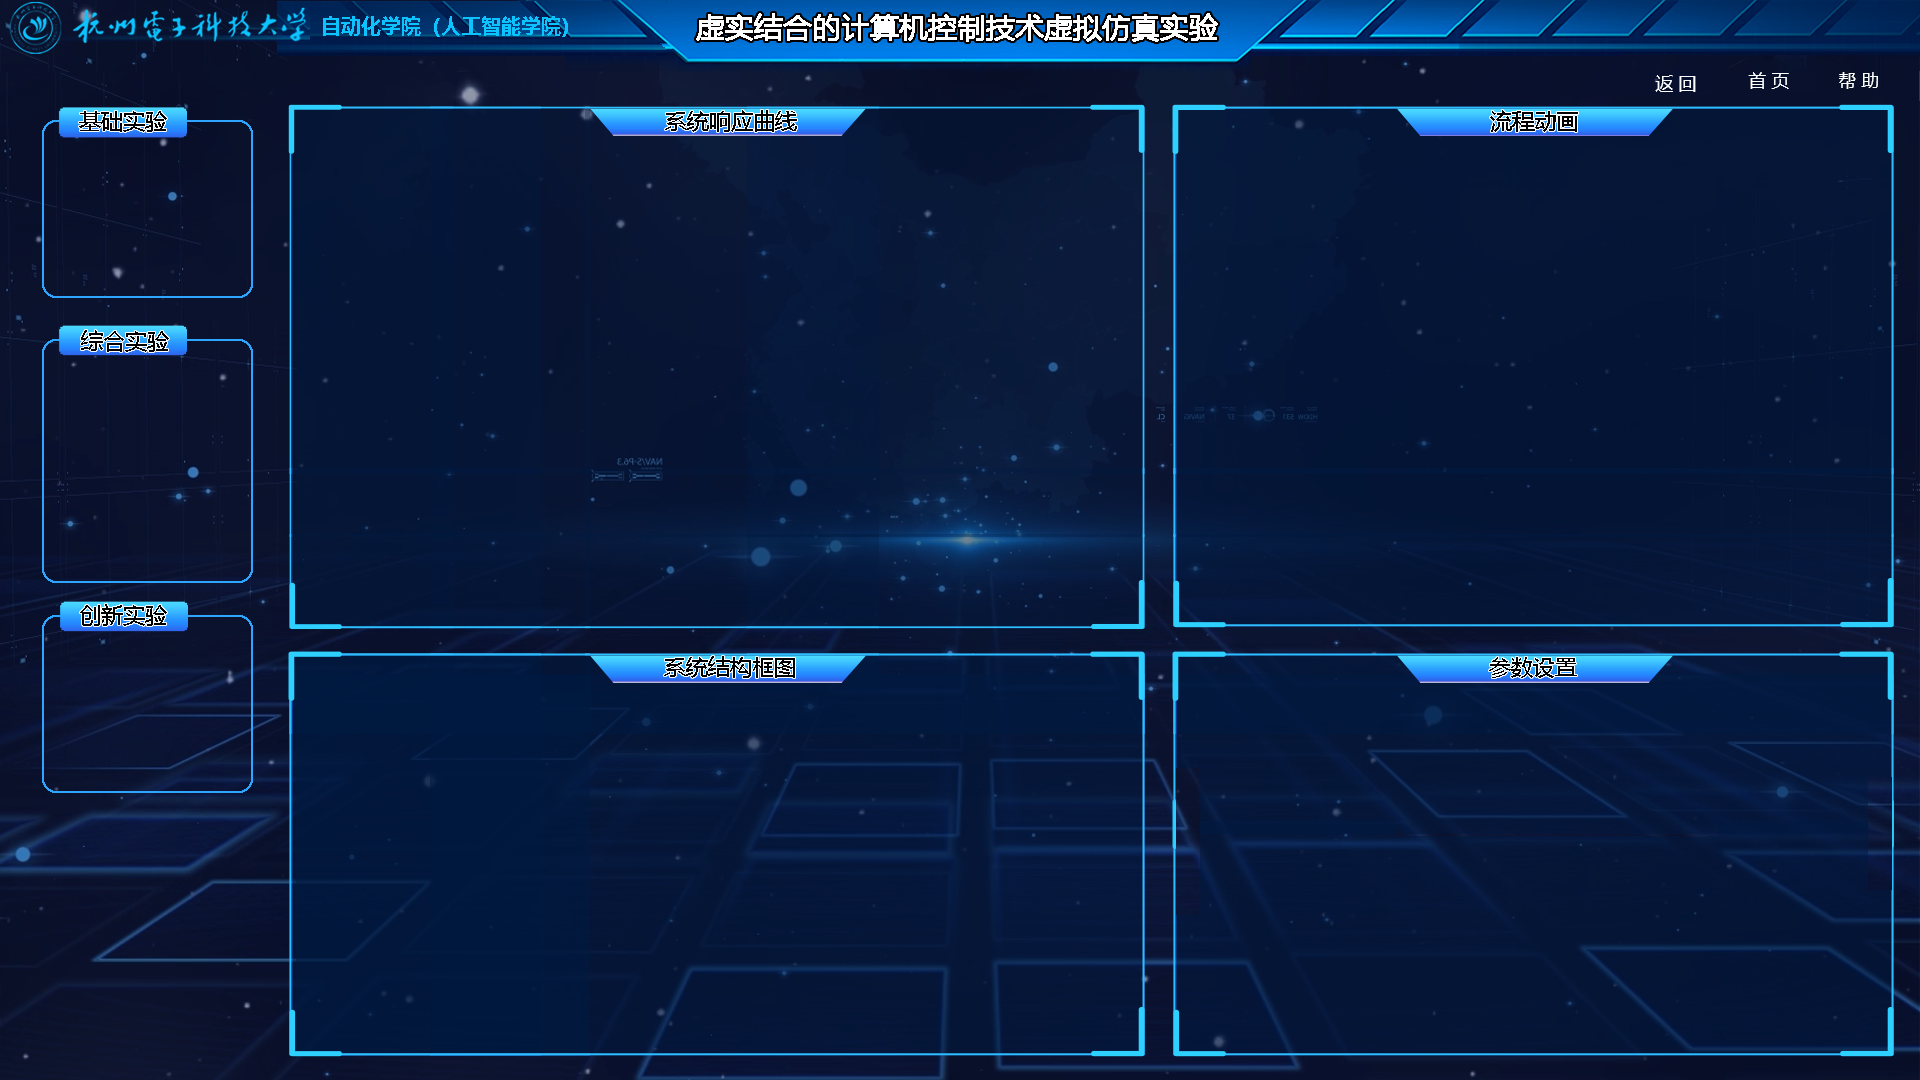 杭州電子科技大学
自动化学院（人工智能学院）
虚实结合的计算机控制技术虚拟仿真实验
返回
首页
帮助
基础实验
系统响应曲线
流程动画
综合实验
创新实验
系统结构框图
参数设置